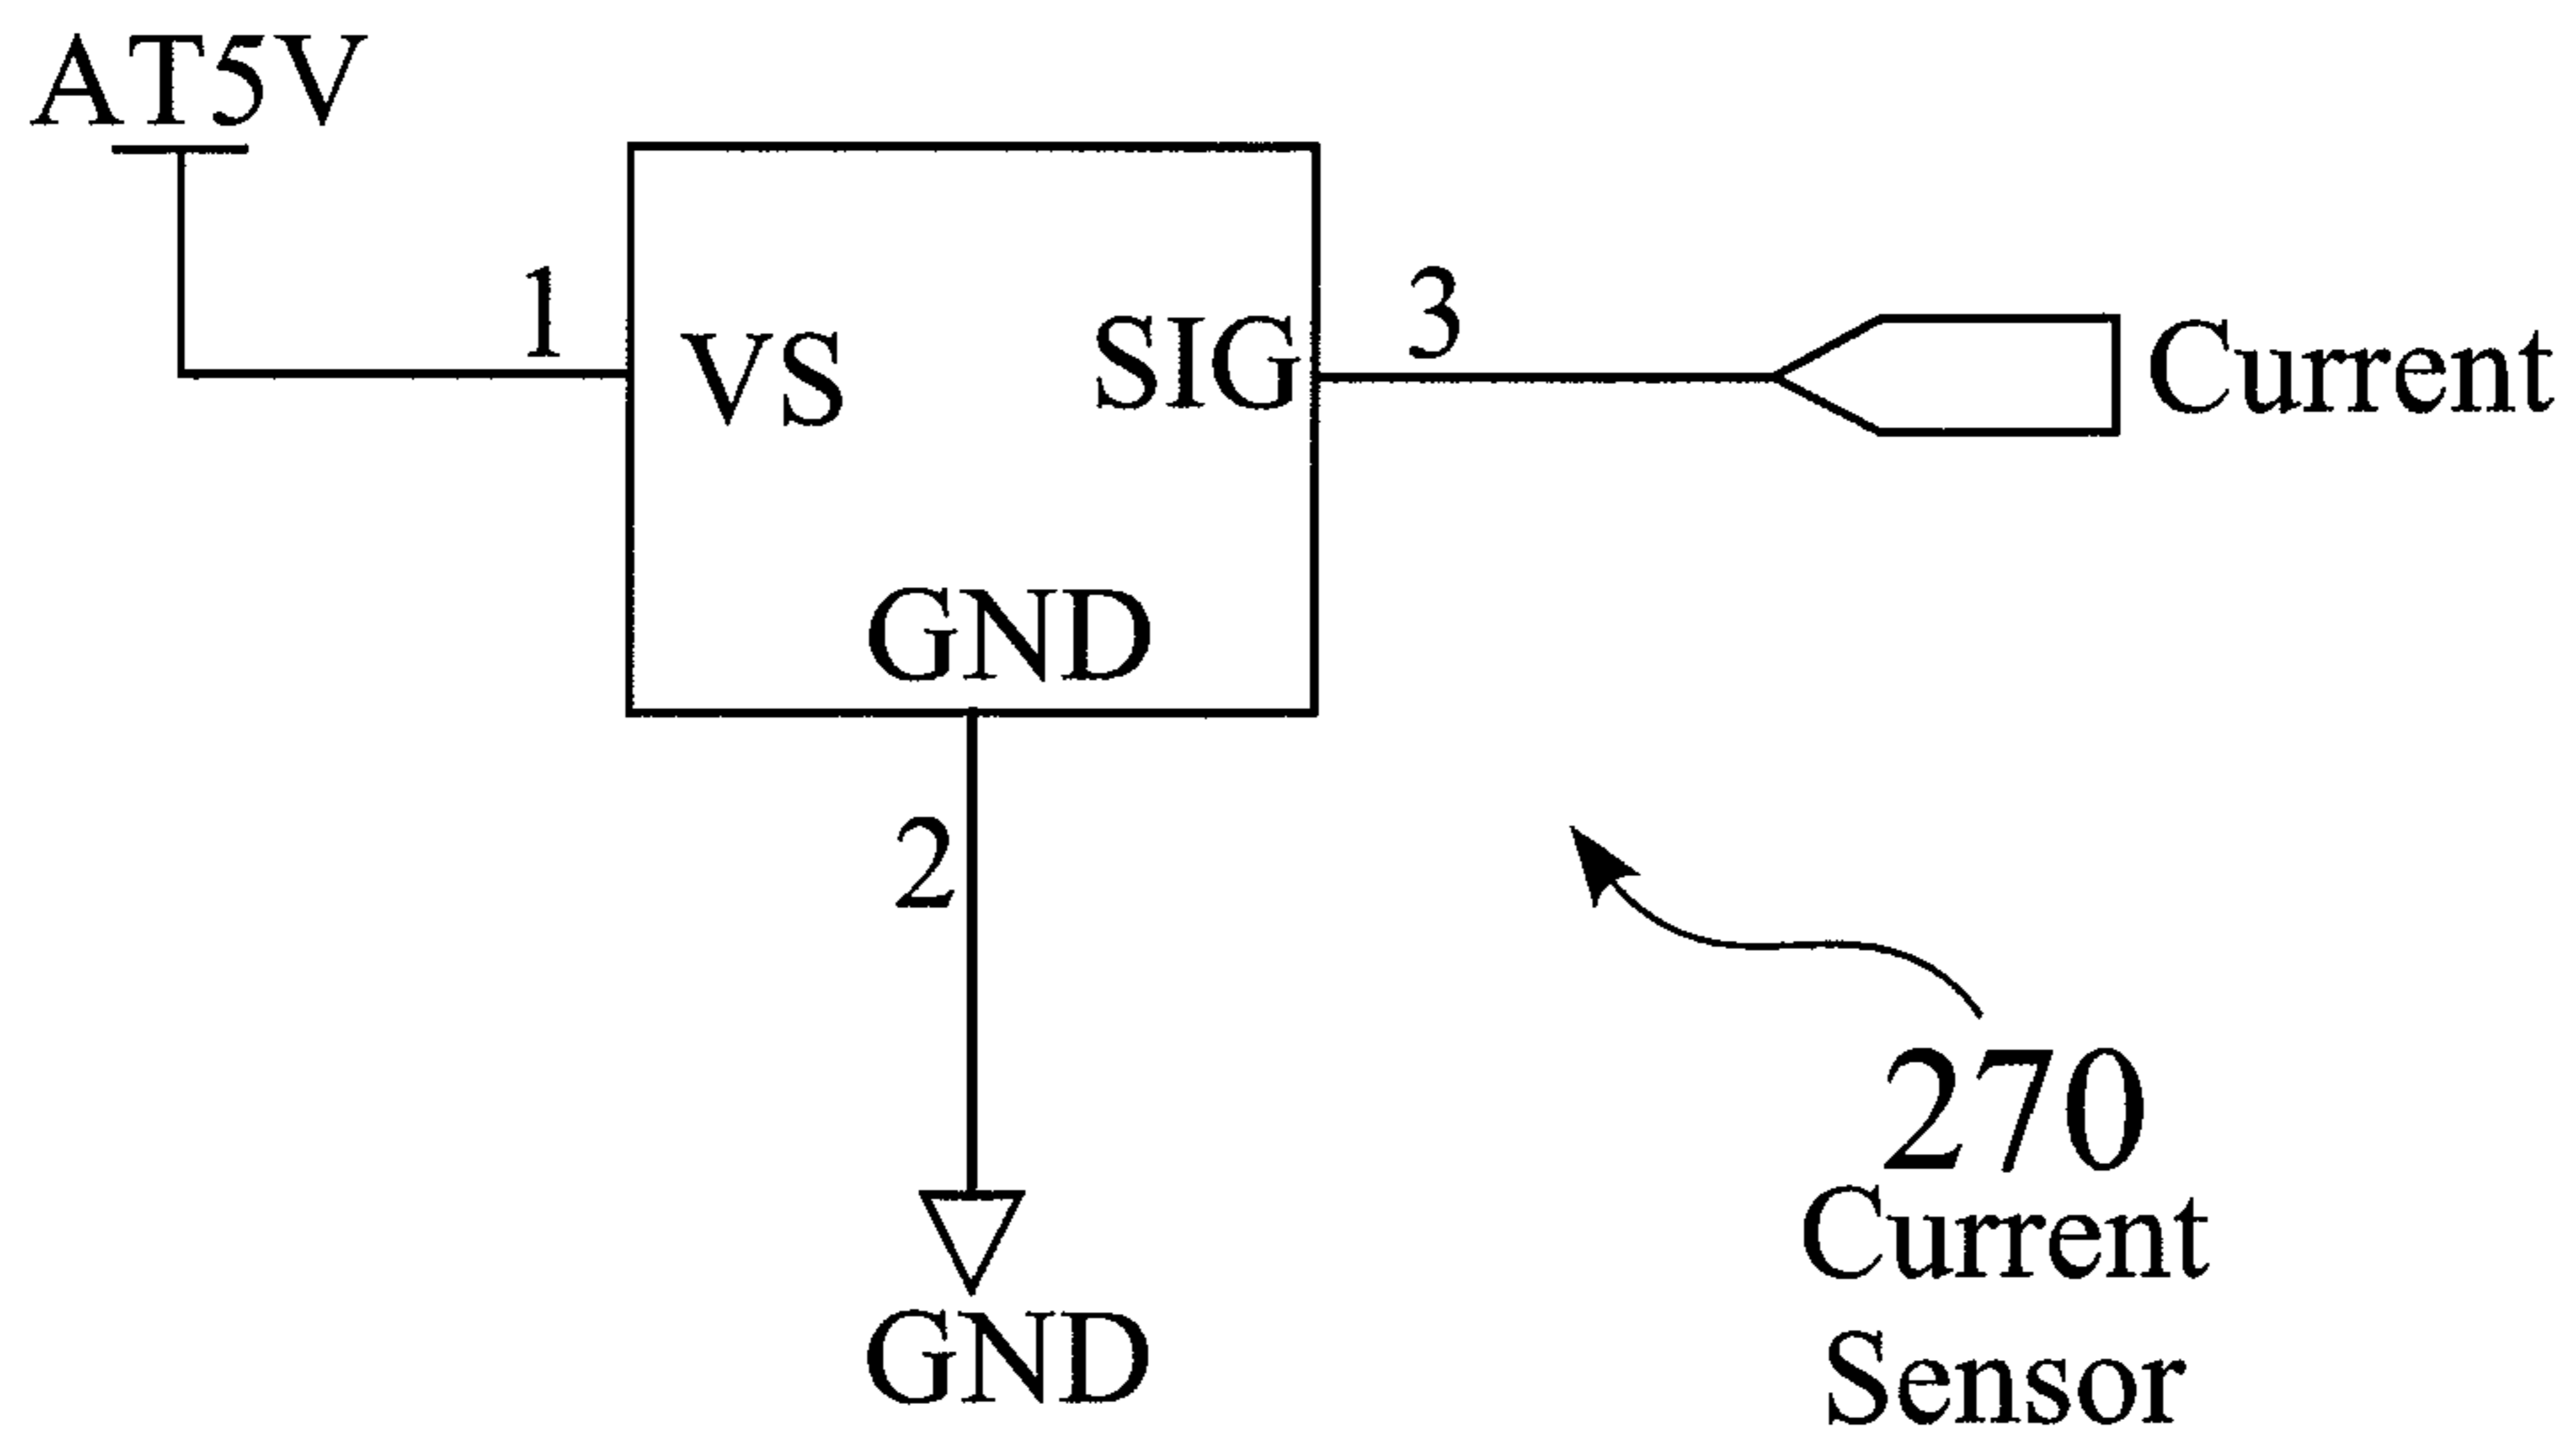 AT5V
1
VS
SIG
3
Current
GND
2
GND
270
Current
Sensor